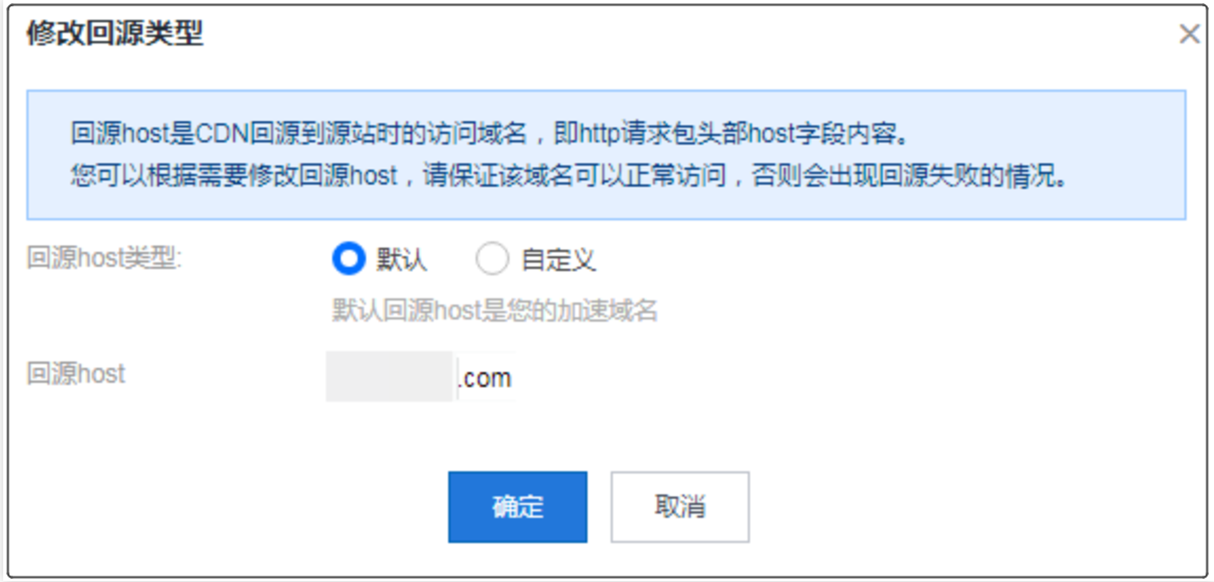 修改回源类型
回源host是CDN回源到源站时的访问域名，即http请求包头部host字段内容。
您可以根据需要修改回源host，请保证该域名可以正常访问，否则会出现回源失败的情况。
回源host类型: 默认 自定义
默认回源host是您的加速域名
回源host .com
确定 取消